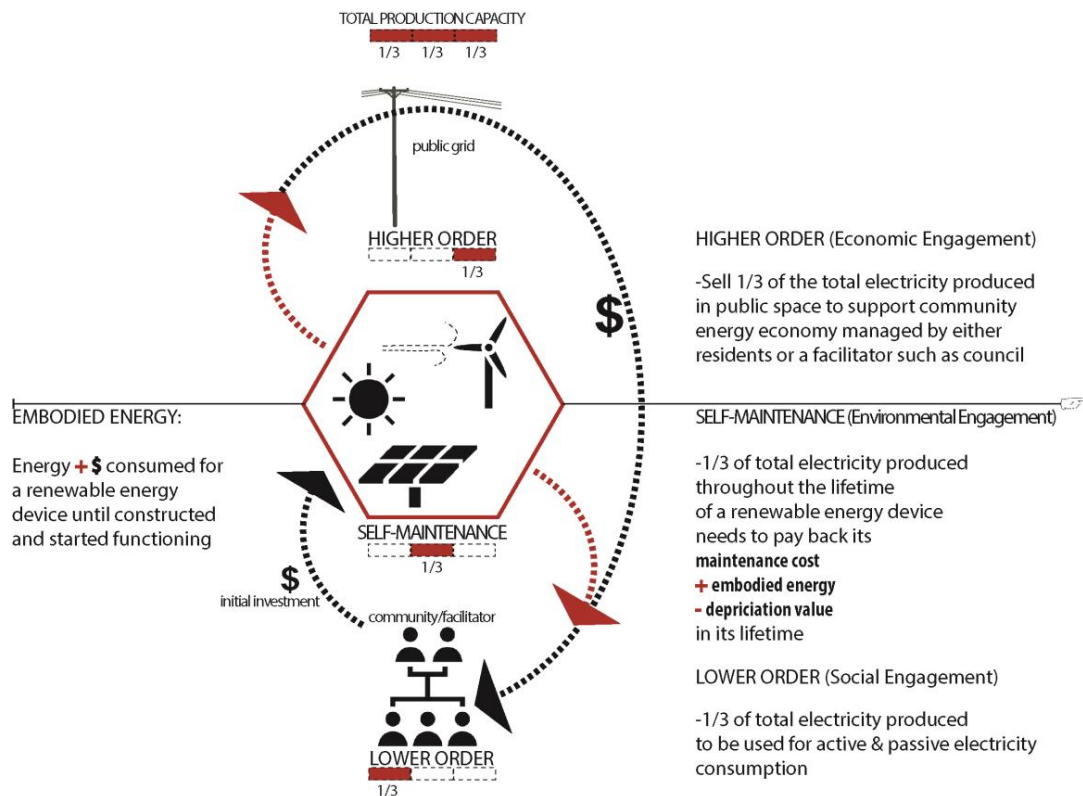 TOTAL PRODUCTION CAPACITY
1/3 1/3 1/3
public grid
HIGHER ORDER
1/3
$
SELF-MAINTENANCE
1/3
$
initial investment
community/facilitator
LOWER ORDER
1/3
EMBODIED ENERGY:
Energy + $ consumed for
a renewable energy
device until constructed
and started functioning
HIGHER ORDER (Economic Engagement)
-Sell 1/3 of the total electricity produced
in public space to support community
energy economy managed by either
residents or a facilitator such as council
SELF-MAINTENANCE (Environmental Engagement)
-1/3 of total electricity produced
throughout the lifetime
of a renewable energy device
needs to pay back its
maintenance cost
+ embodied energy
- depriciation value
in its lifetime
LOWER ORDER (Social Engagement)
-1/3 of total electricity produced
to be used for active & passive electricity
consumption